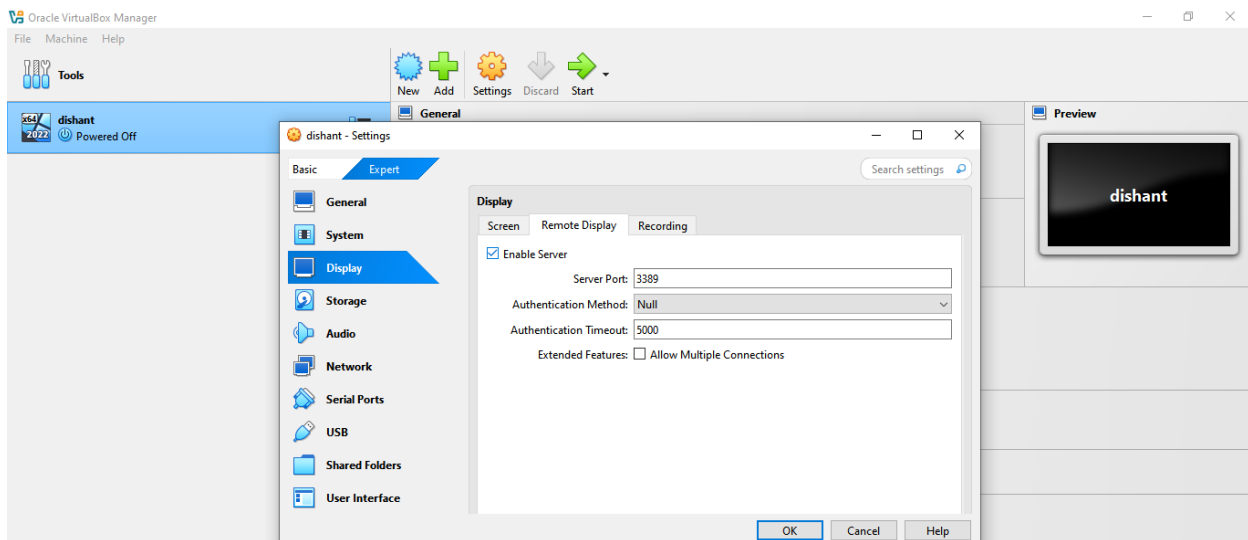 Oracle VirtualBox Manager
File Machine Help
Tools
New Add Settings Discard Start
x64 2022
dishant
Powered Off
General
Preview
dishant
dishant - Settings
Basic Expert Search settings
General
System
Display
Storage
Audio
Network
Serial Ports
USB
Shared Folders
User Interface
Display
Screen Remote Display Recording
Enable Server
Server Port: 3389
Authentication Method: Null
Authentication Timeout: 5000
Extended Features: Allow Multiple Connections
OK Cancel Help